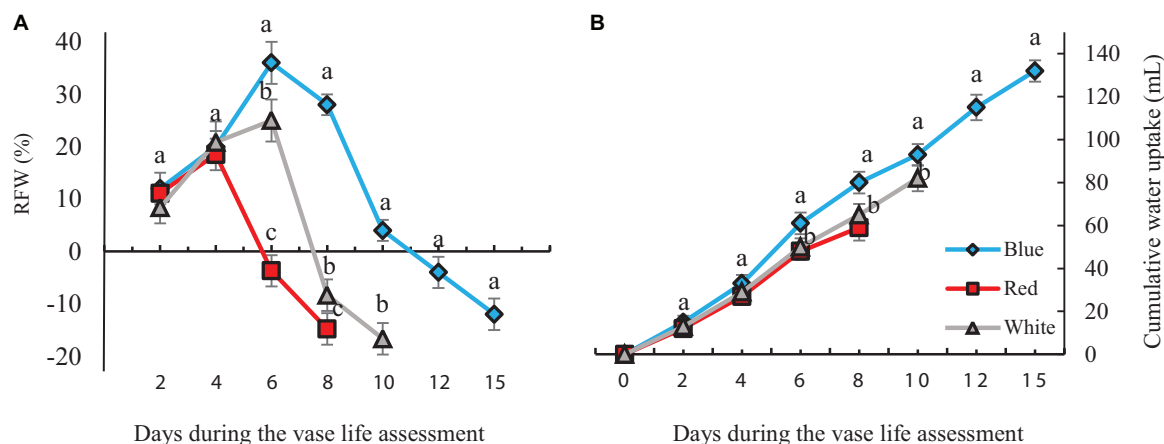 A
RFW (%)
40
30
20
10
0
-10
-20
a
a
a
b
a
c
a
b
c
b
a
a
2 4 6 8 10 12 15
Days during the vase life assessment
B
a
a
a
b
a
b
a
b
a
a
140
120
100
80
60
40
20
0
Cumulative water uptake (mL)
Blue
Red
White
0 2 4 6 8 10 12 15
Days during the vase life assessment